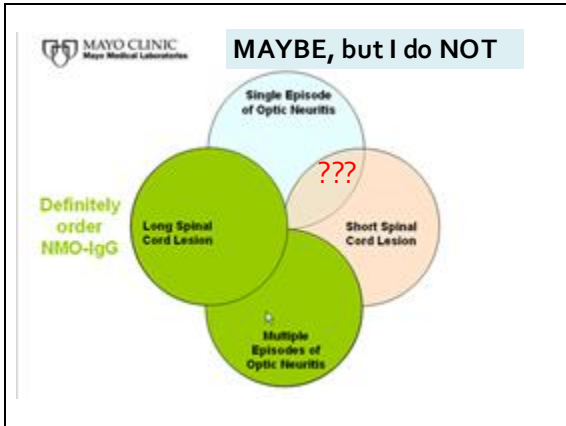 MAYO CLINIC
Mayo Medical Laboratories
MAYBE, but I do NOT
Single Episode
of Optic Neuritis
???
Definitely
order
NMO-IgG
Long Spinal
Cord Lesion
Short Spinal
Cord Lesion
Multiple
Episodes of
Optic Neuritis